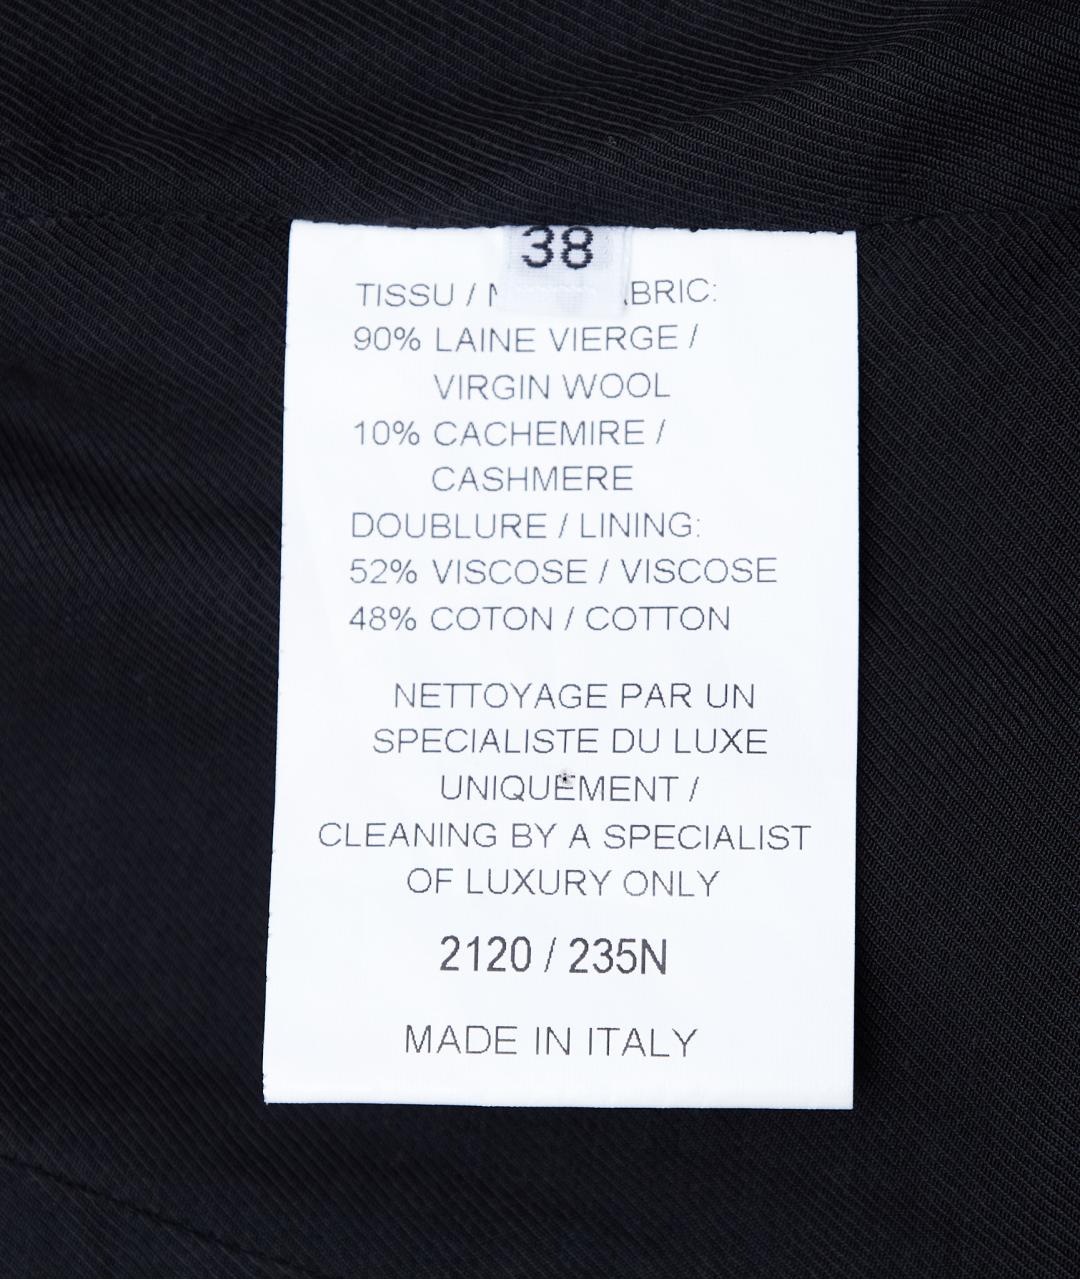 38
TISSU /
90% LAINE VIERGE /
VIRGIN WOOL
10% CACHEMIRE /
CASHMERE
DOUBLURE / LINING:
52% VISCOSE / VISCOSE
48% COTON / COTTON
NETTOYAGE PAR UN
SPECIALISTE DU LUXE
UNIQUEMENT /
CLEANING BY A SPECIALIST
OF LUXURY ONLY
2120 / 235N
MADE IN ITALY